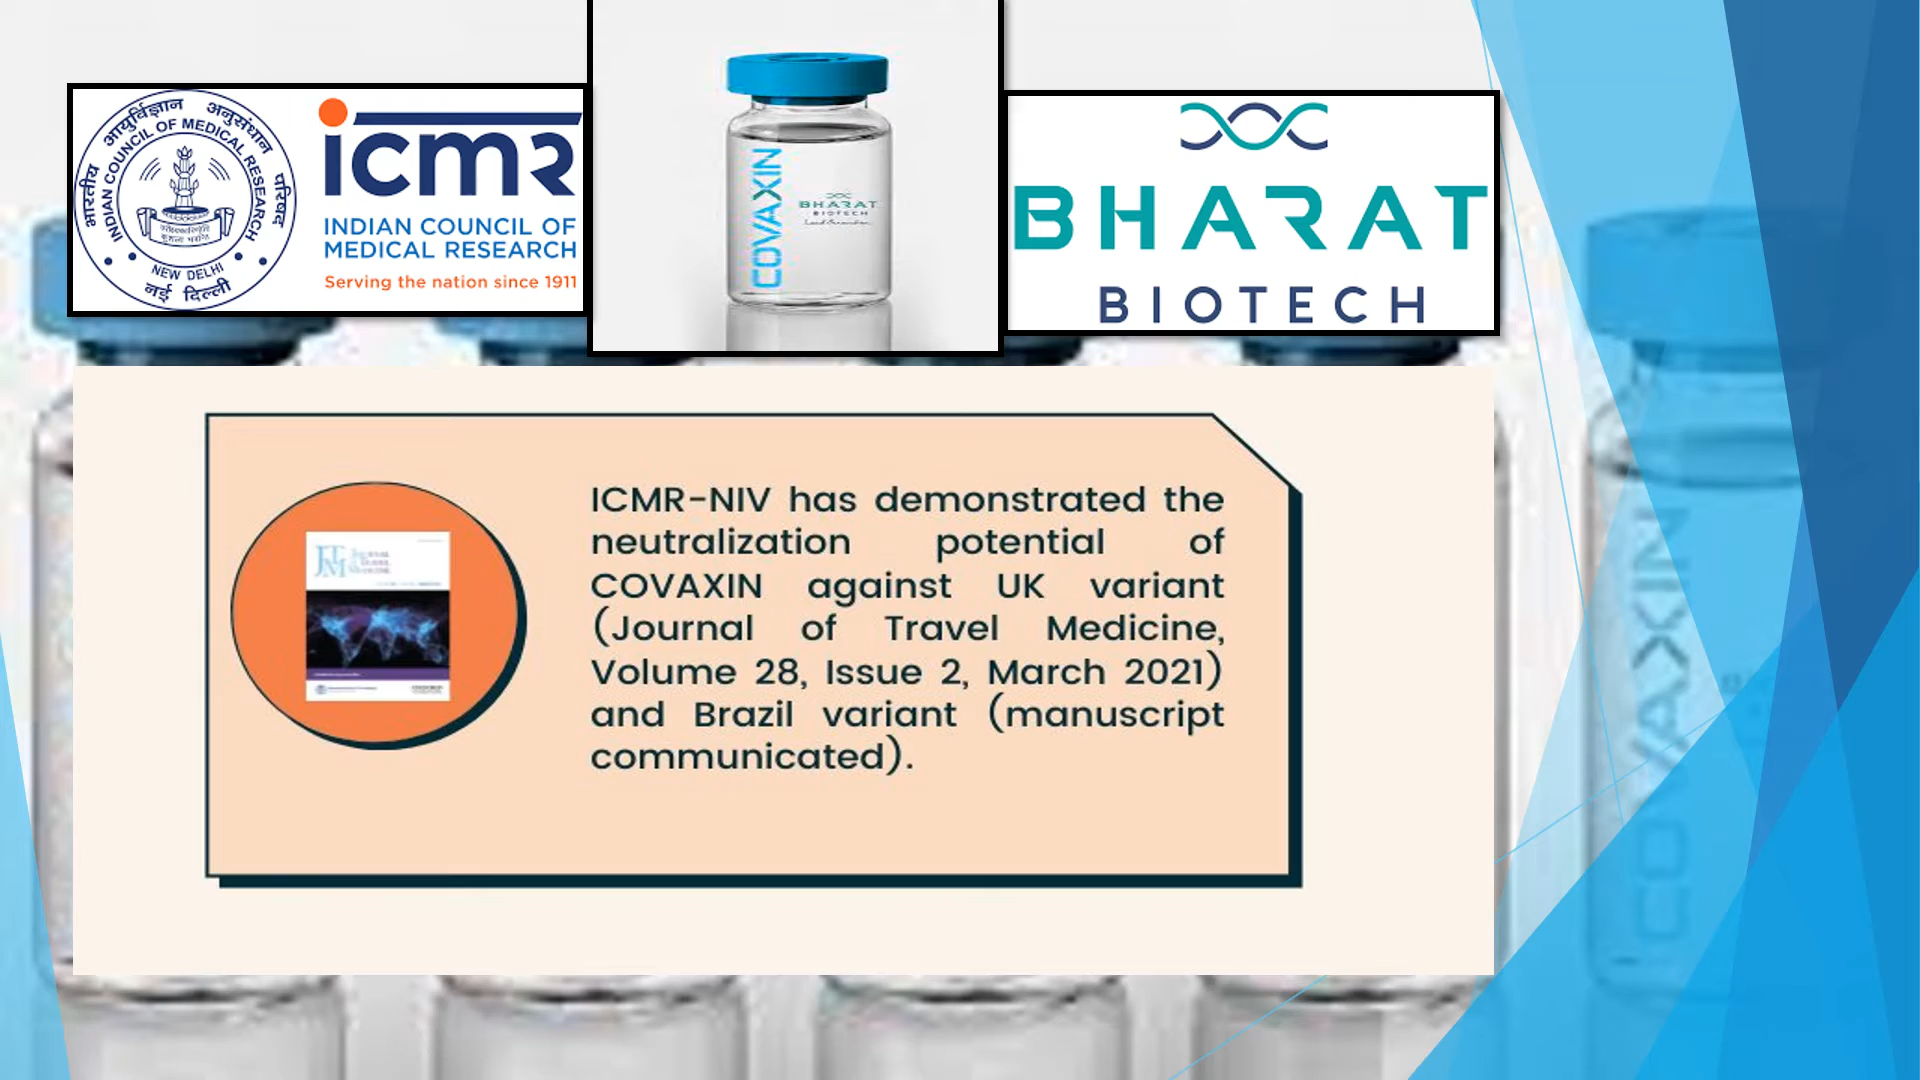 भारतीय आयुर्विज्ञान अनुसंधान परिषद
INDIAN COUNCIL OF MEDICAL RESEARCH
NEW DELHI
नई दिल्ली
icmr
INDIAN COUNCIL OF
MEDICAL RESEARCH
Serving the nation since 1911
COVAXIN
BHARAT
BIOTECH
BHARAT
BIOTECH
ICMR-NIV has demonstrated the
neutralization potential of
COVAXIN against UK variant
(Journal of Travel Medicine,
Volume 28, Issue 2, March 2021)
and Brazil variant (manuscript
communicated).
COVAXIN